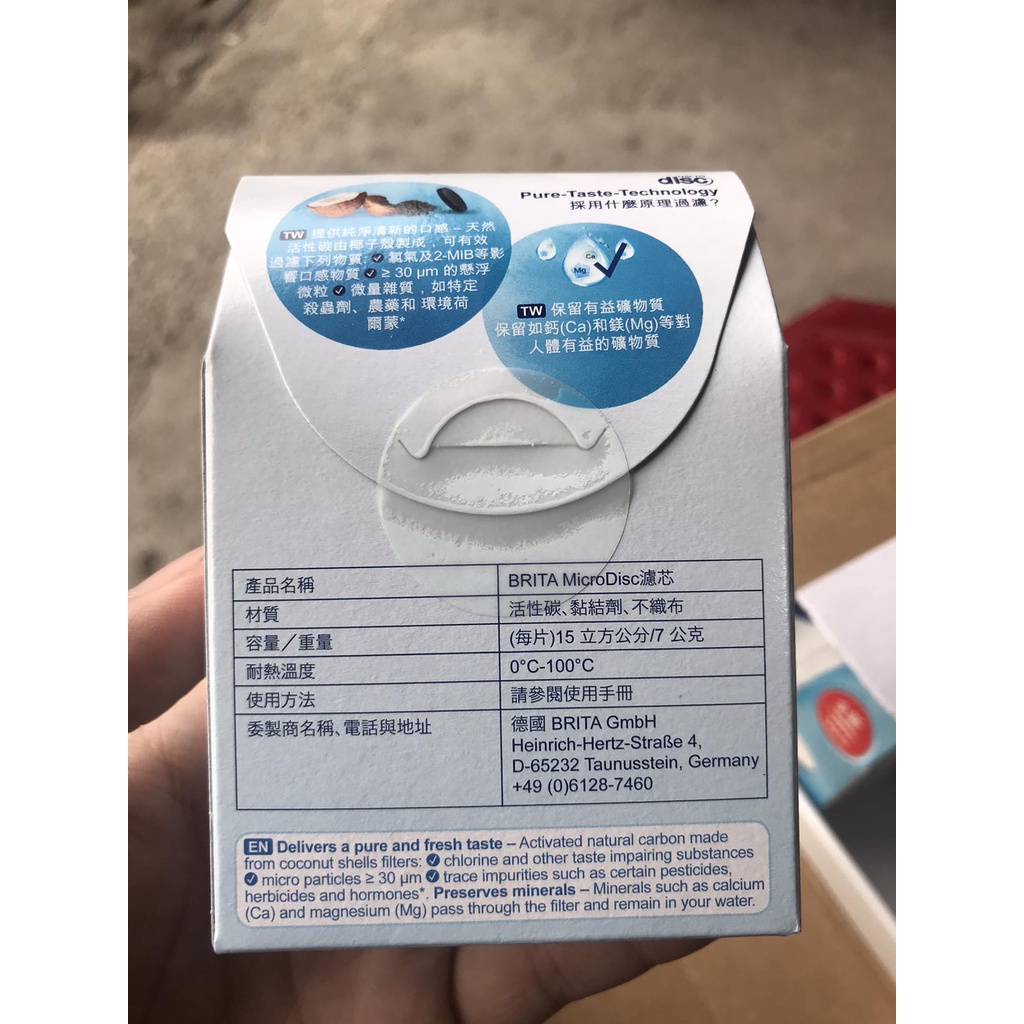 disc
Pure-Taste-Technology
採用什麼原理過濾?
TW 提供純淨清新的口感 – 天然
活性碳由椰子殼製成，可有效
過濾下列物質: 氯氣及2-MIB等影
響口感物質 ≥ 30 µm 的懸浮
微粒 微量雜質，如特定
殺蟲劑、農藥和 環境荷
爾蒙*
Ca
Mg
TW 保留有益礦物質
保留如鈣(Ca)和鎂(Mg)等對
人體有益的礦物質
產品名稱 BRITA MicroDisc濾芯
材質 活性碳、黏結劑、不織布
容量／重量 (每片)15 立方公分/7 公克
耐熱溫度 0°C-100°C
使用方法 請參閱使用手冊
委製商名稱、電話與地址 德國 BRITA GmbH
Heinrich-Hertz-Straße 4,
D-65232 Taunusstein, Germany
+49 (0)6128-7460
EN Delivers a pure and fresh taste – Activated natural carbon made
from coconut shells filters: chlorine and other taste impairing substances
micro particles ≥ 30 µm trace impurities such as certain pesticides,
herbicides and hormones*. Preserves minerals – Minerals such as calcium
(Ca) and magnesium (Mg) pass through the filter and remain in your water.